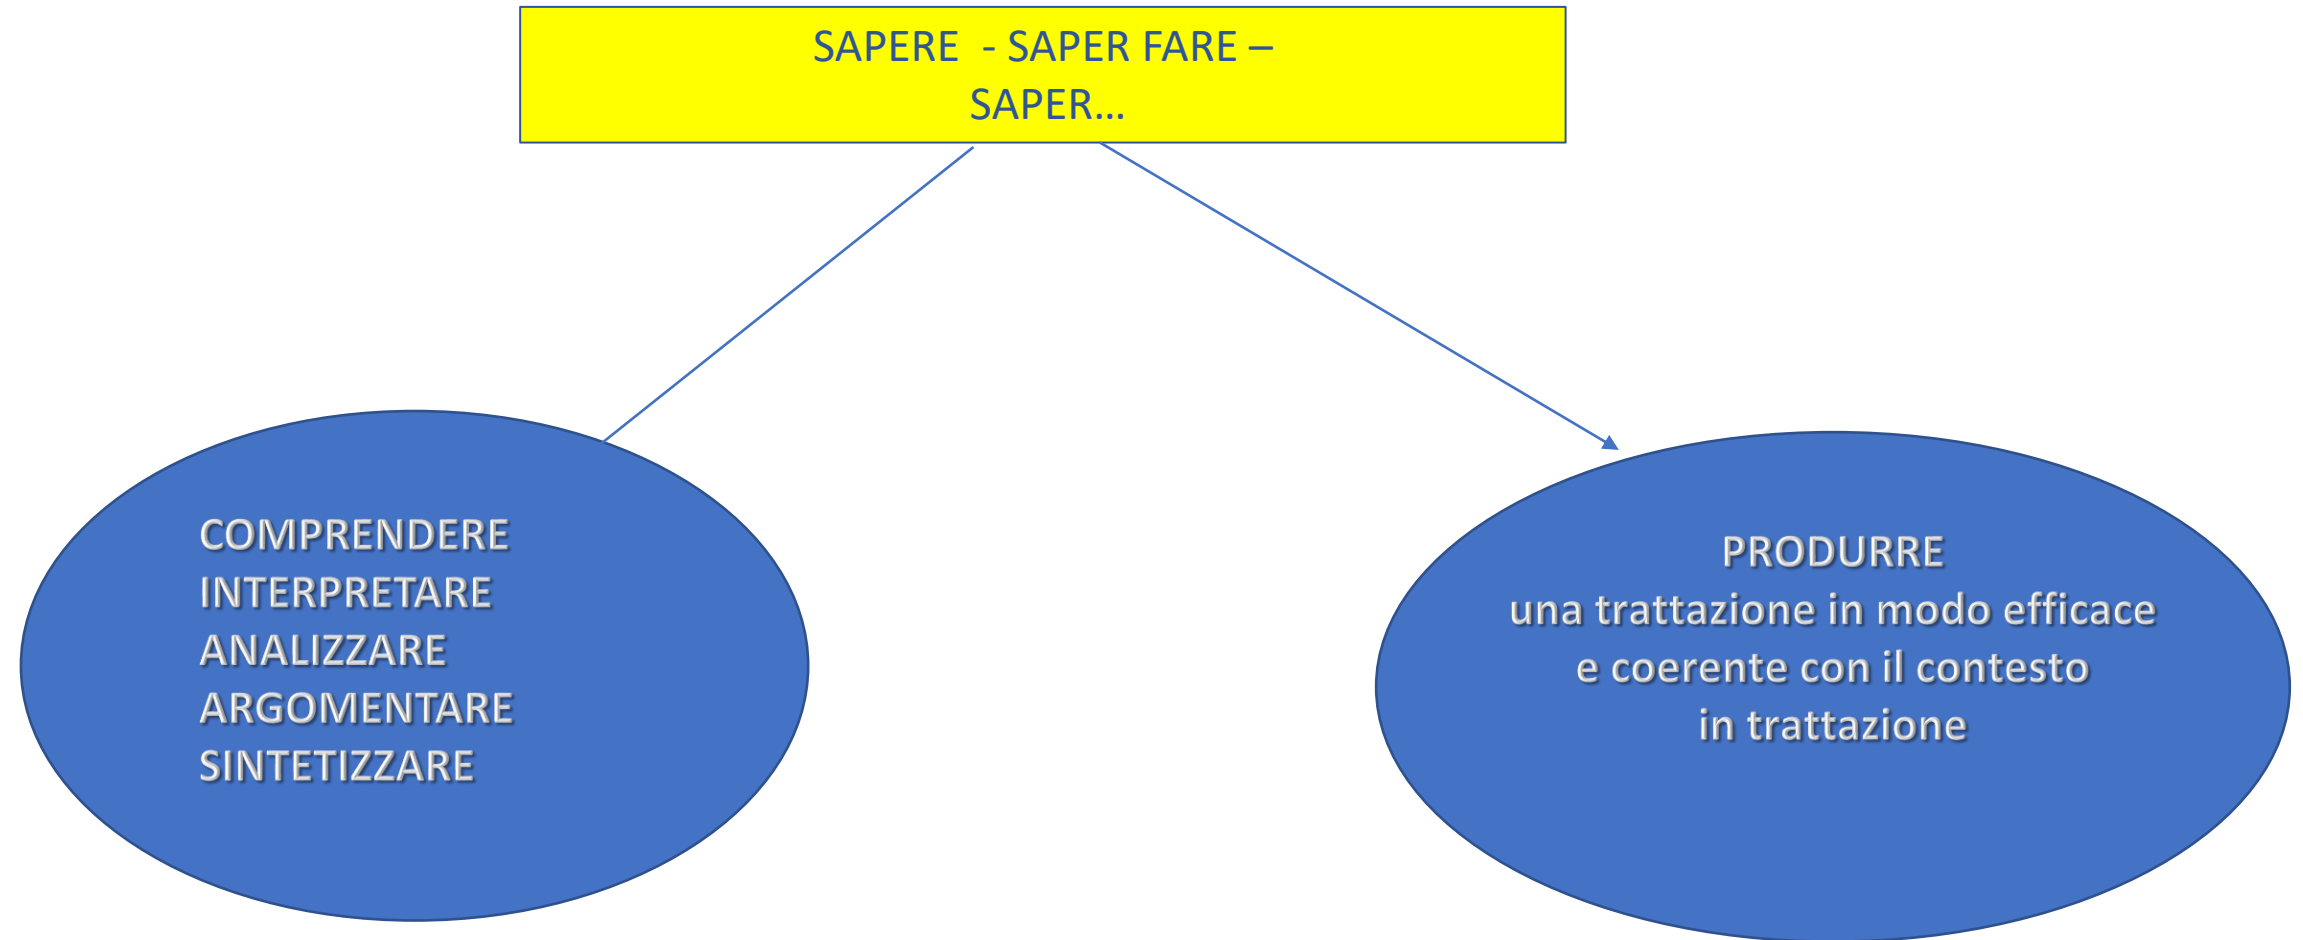 SAPERE  - SAPER FARE –
SAPER...
COMPRENDERE
INTERPRETARE
ANALIZZARE
ARGOMENTARE
SINTETIZZARE
PRODURRE
una trattazione in modo efficace
e coerente con il contesto
in trattazione